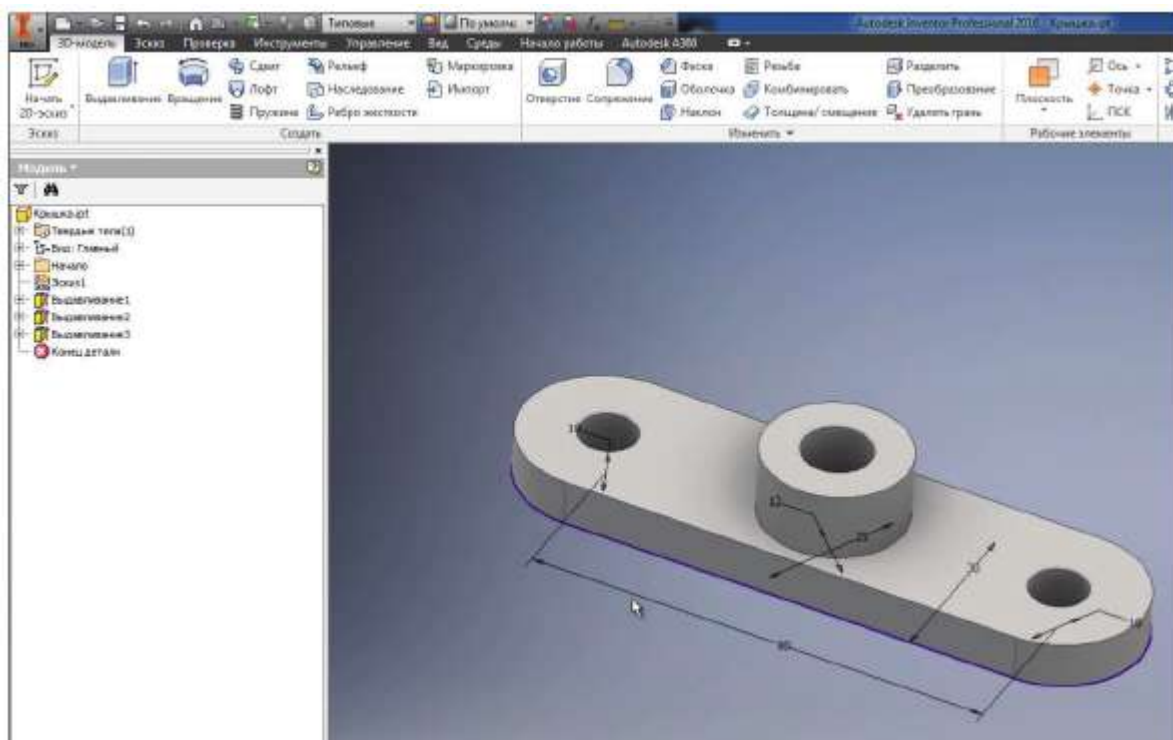 Типовые По умолч
Autodesk Inventor Professional 2016 Крышка.ipt
3D-модель Эскиз Проверка Инструменты Управление Вид Среды Начало работы Autodesk A360
Начать 2D-эскиз
Выдавливание Вращение
Сдвиг Рельеф Маркировка
Лофт Наследование Импорт
Пружина Ребро жесткости
Отверстие Сопряжение
Фаска Резьба Разделить
Оболочка Комбинировать Преобразование
Наклон Толщина/смещение Удалить грань
Плоскость
Ось
Точка
ПСК
Эскиз Создать Изменить Рабочие элементы
Модель
Крышка.ipt
Твердые тела(1)
Вид: Главный
Начало
Эскиз1
Выдавливание1
Выдавливание2
Выдавливание3
Конец детали
10
12
80
10